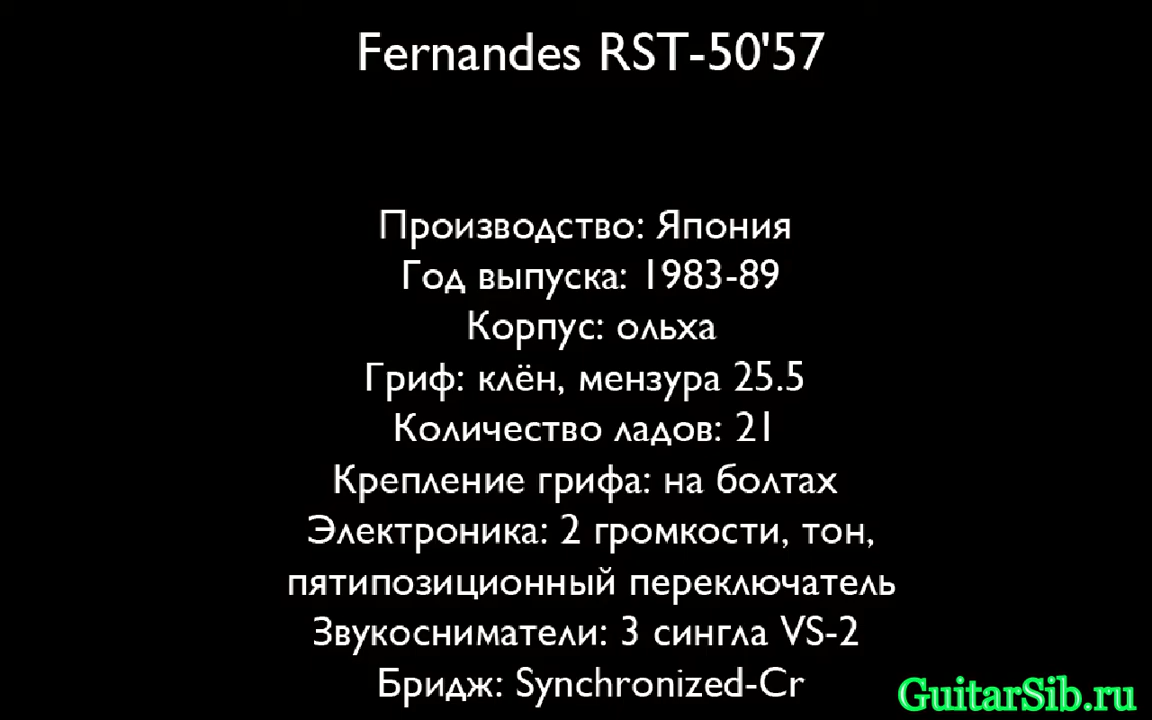 Fernandes RST-50'57
Производство: Япония
Год выпуска: 1983-89
Корпус: ольха
Гриф: клён, мензура 25.5
Количество ладов: 21
Крепление грифа: на болтах
Электроника: 2 громкости, тон,
пятипозиционный переключатель
Звукосниматели: 3 сингла VS-2
Бридж: Synchronized-Cr
GuitarSib.ru